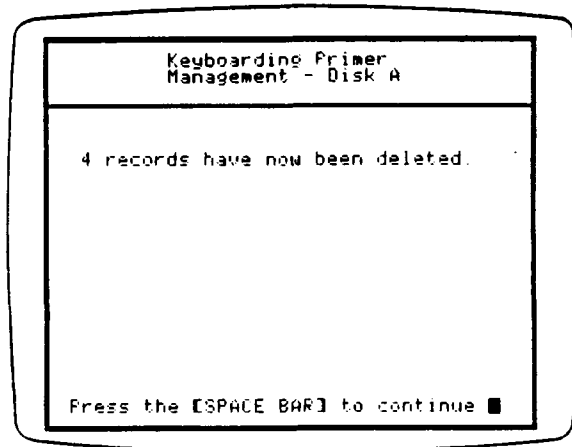 Keyboarding Primer
Management - Disk A
4 records have now been deleted.
Press the [SPACE BAR] to continue